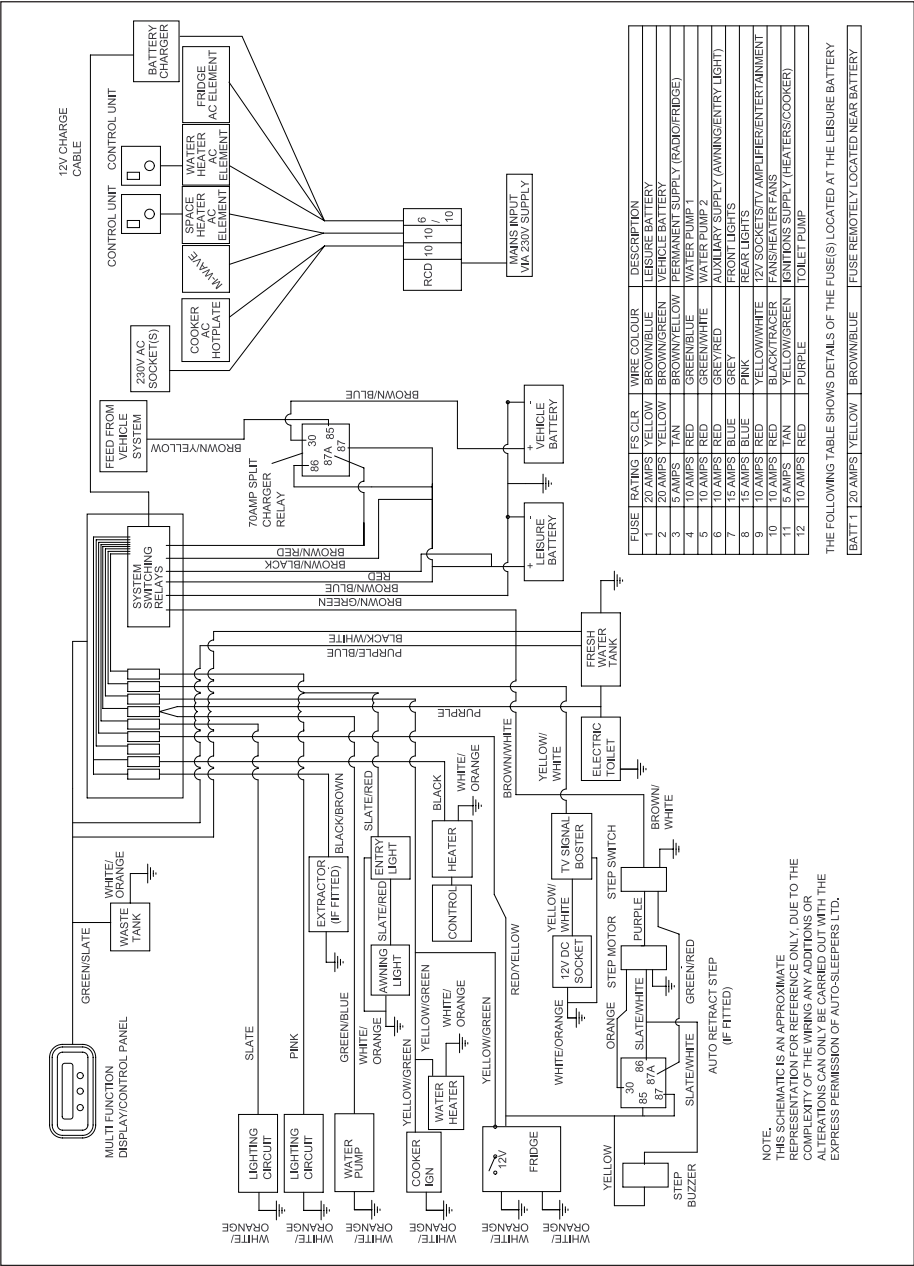 MULTI FUNCTION
DISPLAY/CONTROL PANEL
GREEN/SLATE
WASTE
TANK
WHITE/
ORANGE
SYSTEM
SWITCHING
RELAYS
FEED FROM
VEHICLE
SYSTEM
BROWN/YELLOW
70AMP SPLIT
CHARGER
RELAY
30
85
86
87A
87
BROWN/BLUE
BROWN/RED
BROWN/BLACK
RED
BROWN/BLUE
BROWN/GREEN
BLACK/WHITE
PURPLE/BLUE
PURPLE
+
LEISURE
BATTERY
-
+
VEHICLE
BATTERY
-
FRESH
WATER
TANK
ELECTRIC
TOILET
230V AC
SOCKET(S)
COOKER
AC
HOTPLATE
M-WAVE
SPACE
HEATER
AC
ELEMENT
WATER
HEATER
AC
ELEMENT
FRIDGE
AC ELEMENT
BATTERY
CHARGER
CONTROL UNIT
CONTROL UNIT
12V CHARGE
CABLE
RCD
10
10
6
/
10
MAINS INPUT
VIA 230V SUPPLY
SLATE
PINK
GREEN/BLUE
LIGHTING
CIRCUIT
WHITE/
ORANGE
LIGHTING
CIRCUIT
WHITE/
ORANGE
WATER
PUMP
WHITE/
ORANGE
COOKER
IGN
WHITE/
ORANGE
EXTRACTOR
(IF FITTED)
BLACK/BROWN
SLATE/RED
ENTRY
LIGHT
SLATE/RED
AWNING
LIGHT
WHITE/
ORANGE
YELLOW/GREEN
YELLOW/GREEN
WATER
HEATER
WHITE/
ORANGE
BLACK
HEATER
CONTROL
WHITE/
ORANGE
YELLOW/GREEN
RED/YELLOW
BROWN/WHITE
12V
FRIDGE
WHITE/
ORANGE
WHITE/
ORANGE
YELLOW/
WHITE
TV SIGNAL
BOSTER
YELLOW/
WHITE
12V DC
SOCKET
WHITE/ORANGE
BROWN/
WHITE
STEP SWITCH
PURPLE
STEP MOTOR
ORANGE
SLATE/WHITE
GREEN/RED
SLATE/WHITE
30
86
87A
85
87
YELLOW
STEP
BUZZER
AUTO RETRACT STEP
(IF FITTED)
NOTE.
THIS SCHEMATIC IS AN APPROXIMATE
REPRESENTATION FOR REFERENCE ONLY, DUE TO THE
COMPLEXITY OF THE WIRING ANY ADDITIONS OR
ALTERATIONS CAN ONLY BE CARRIED OUT WITH THE
EXPRESS PERMISSION OF AUTO-SLEEPERS LTD.
FUSE RATING FS CLR WIRE COLOUR DESCRIPTION
1 20 AMPS YELLOW BROWN/BLUE LEISURE BATTERY
2 20 AMPS YELLOW BROWN/GREEN VEHICLE BATTERY
3 5 AMPS TAN BROWN/YELLOW PERMANENT SUPPLY (RADIO/FRIDGE)
4 10 AMPS RED GREEN/BLUE WATER PUMP 1
5 10 AMPS RED GREEN/WHITE WATER PUMP 2
6 10 AMPS RED GREY/RED AUXILIARY SUPPLY (AWNING/ENTRY LIGHT)
7 15 AMPS BLUE GREY FRONT LIGHTS
8 15 AMPS BLUE PINK REAR LIGHTS
9 10 AMPS RED YELLOW/WHITE 12V SOCKETS/TV AMPLIFIER/ENTERTAINMENT
10 10 AMPS RED BLACK/TRACER FANS/HEATER FANS
11 5 AMPS TAN YELLOW/GREEN IGNITIONS SUPPLY (HEATERS/COOKER)
12 10 AMPS RED PURPLE TOILET PUMP
THE FOLLOWING TABLE SHOWS DETAILS OF THE FUSE(S) LOCATED AT THE LEISURE BATTERY
BATT 1 20 AMPS YELLOW BROWN/BLUE FUSE REMOTELY LOCATED NEAR BATTERY